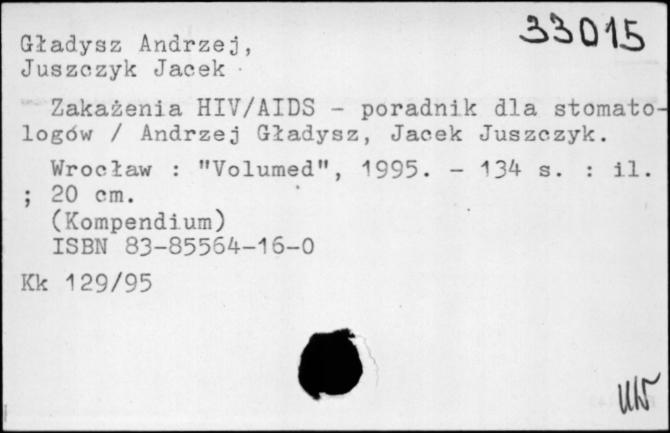 33015
Gładysz Andrzej,
Juszczyk Jacek
Zakażenia HIV/AIDS - poradnik dla stomato-
logów / Andrzej Gładysz, Jacek Juszczyk.
Wrocław : "Volumed", 1995. - 134 s. : il.
; 20 cm.
(Kompendium)
ISBN 83-85564-16-0
Kk 129/95